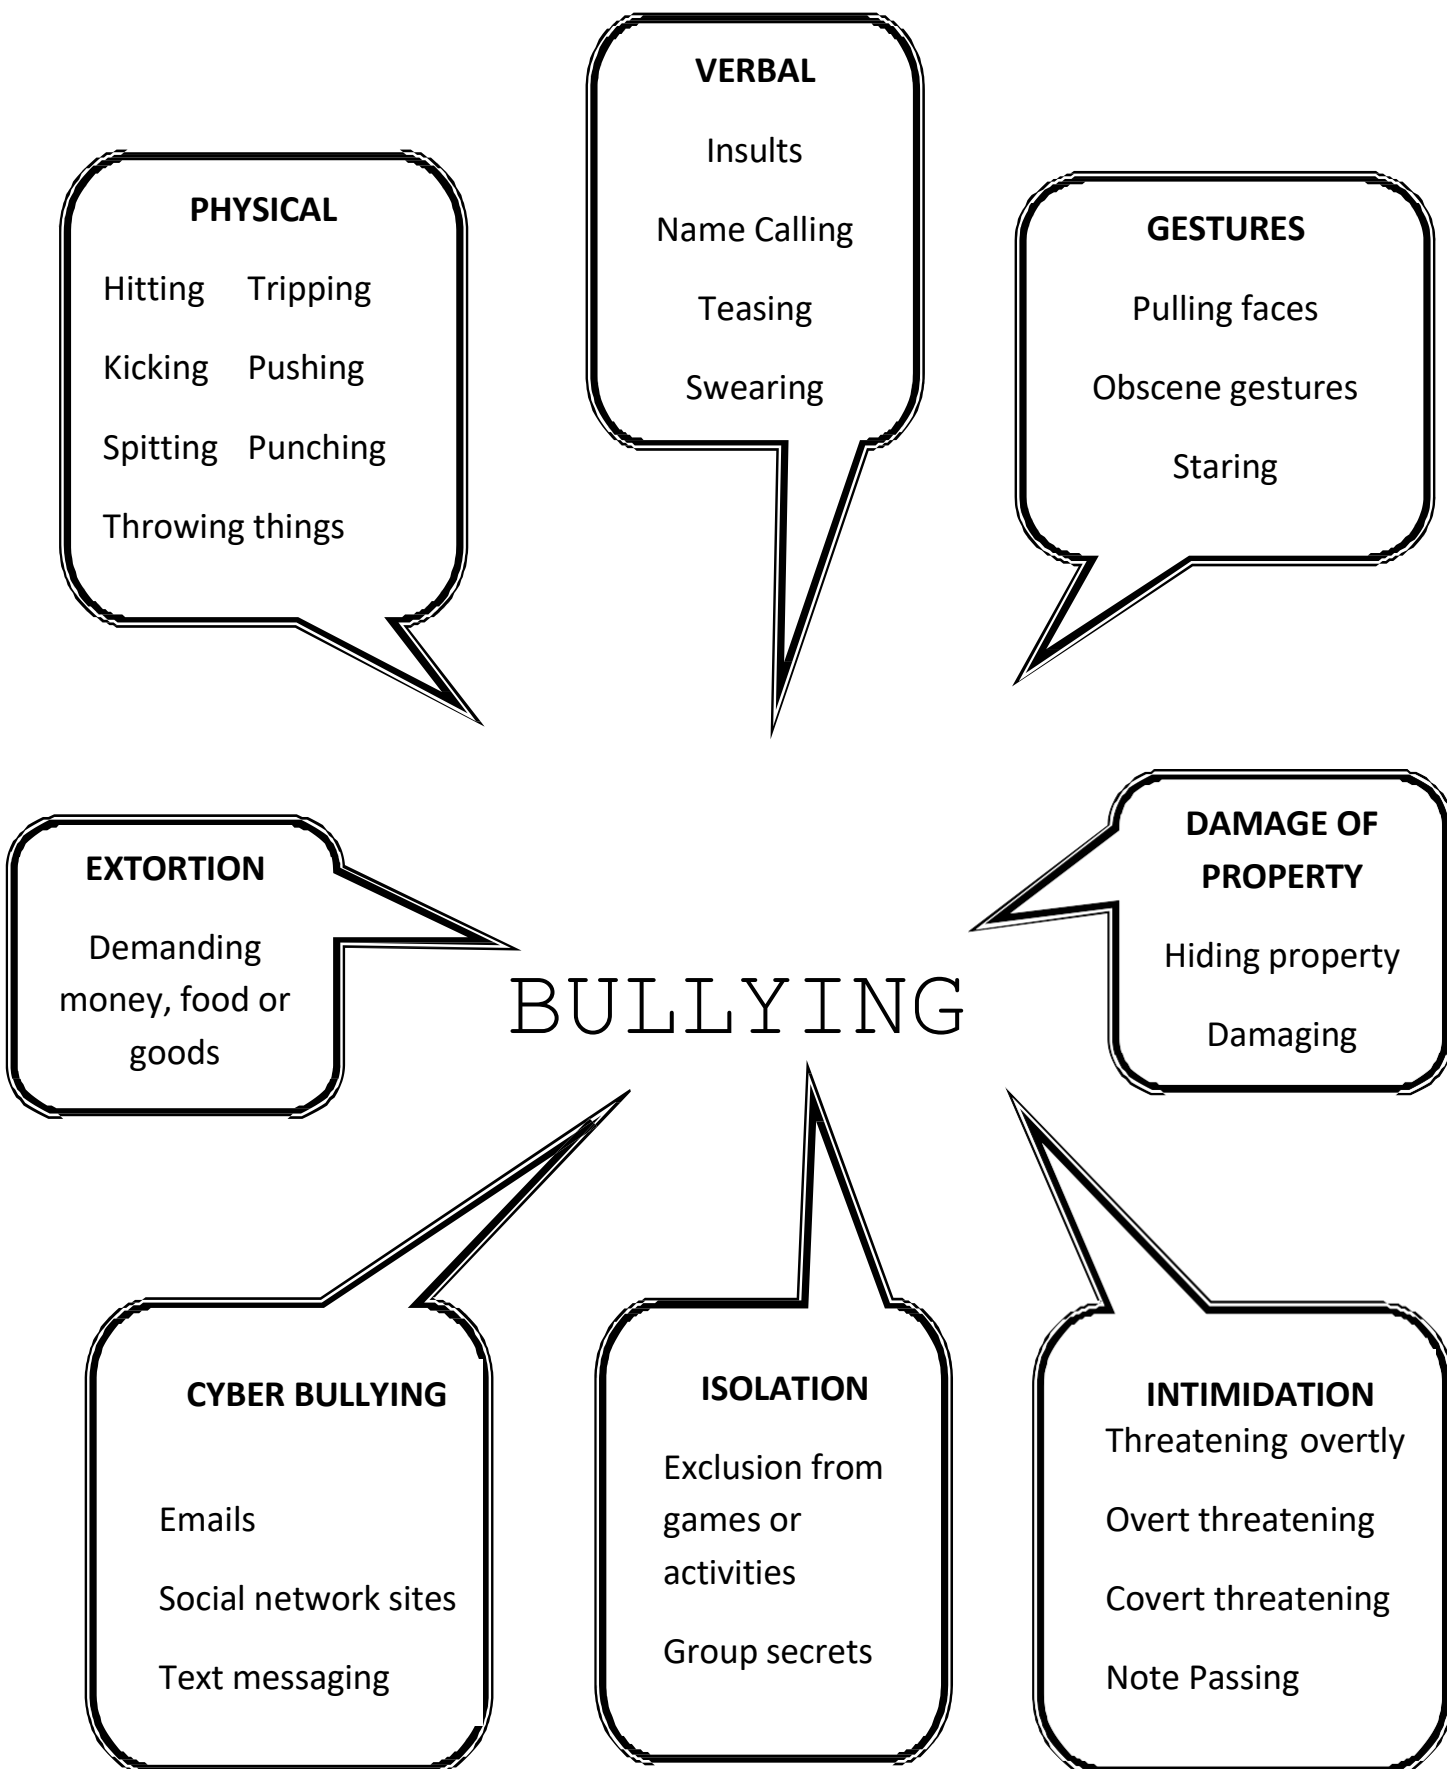 VERBAL
Insults
Name Calling
Teasing
Swearing
PHYSICAL
Hitting Tripping
Kicking Pushing
Spitting Punching
Throwing things
GESTURES
Pulling faces
Obscene gestures
Staring
EXTORTION
Demanding
money, food or
goods
BULLYING
DAMAGE OF
PROPERTY
Hiding property
Damaging
CYBER BULLYING
Emails
Social network sites
Text messaging
ISOLATION
Exclusion from
games or
activities
Group secrets
INTIMIDATION
Threatening overtly
Overt threatening
Covert threatening
Note Passing